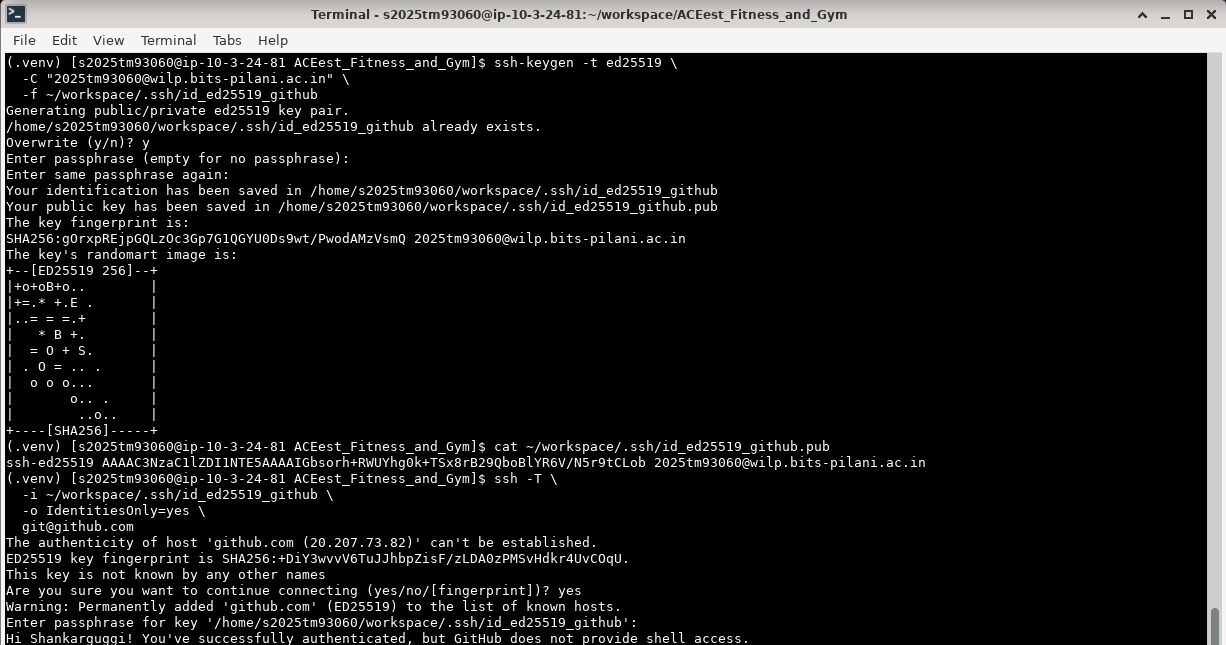 Terminal - s2025tm93060@ip-10-3-24-81:~/workspace/ACEest_Fitness_and_Gym
File Edit View Terminal Tabs Help
(.venv) [s2025tm93060@ip-10-3-24-81 ACEest_Fitness_and_Gym]$ ssh-keygen -t ed25519 \
  -C "2025tm93060@wilp.bits-pilani.ac.in" \
  -f ~/workspace/.ssh/id_ed25519_github
Generating public/private ed25519 key pair.
/home/s2025tm93060/workspace/.ssh/id_ed25519_github already exists.
Overwrite (y/n)? y
Enter passphrase (empty for no passphrase):
Enter same passphrase again:
Your identification has been saved in /home/s2025tm93060/workspace/.ssh/id_ed25519_github
Your public key has been saved in /home/s2025tm93060/workspace/.ssh/id_ed25519_github.pub
The key fingerprint is:
SHA256:gOrxpREjpGQLzOc3Gp7G1QGYU0Ds9wt/PwodAMzVsmQ 2025tm93060@wilp.bits-pilani.ac.in
The key's randomart image is:
+--[ED25519 256]--+
|+o+oB+o..        |
|+=.* +.E .       |
|..= = =.+        |
|   * B +.        |
|  = O + S.       |
| . O = .. .      |
|  o o o...       |
|       o.. .     |
|        ..o..    |
+----[SHA256]-----+
(.venv) [s2025tm93060@ip-10-3-24-81 ACEest_Fitness_and_Gym]$ cat ~/workspace/.ssh/id_ed25519_github.pub
ssh-ed25519 AAAAC3NzaC1lZDI1NTE5AAAAIGbsorh+RWUYhg0k+TSx8rB29QboBlYR6V/N5r9tCLob 2025tm93060@wilp.bits-pilani.ac.in
(.venv) [s2025tm93060@ip-10-3-24-81 ACEest_Fitness_and_Gym]$ ssh -T \
  -i ~/workspace/.ssh/id_ed25519_github \
  -o IdentitiesOnly=yes \
  git@github.com
The authenticity of host 'github.com (20.207.73.82)' can't be established.
ED25519 key fingerprint is SHA256:+DiY3wvvV6TuJJhbpZisF/zLDA0zPMSvHdkr4UvCOqU.
This key is not known by any other names
Are you sure you want to continue connecting (yes/no/[fingerprint])? yes
Warning: Permanently added 'github.com' (ED25519) to the list of known hosts.
Enter passphrase for key '/home/s2025tm93060/workspace/.ssh/id_ed25519_github':
Hi Shankarguggi! You've successfully authenticated, but GitHub does not provide shell access.